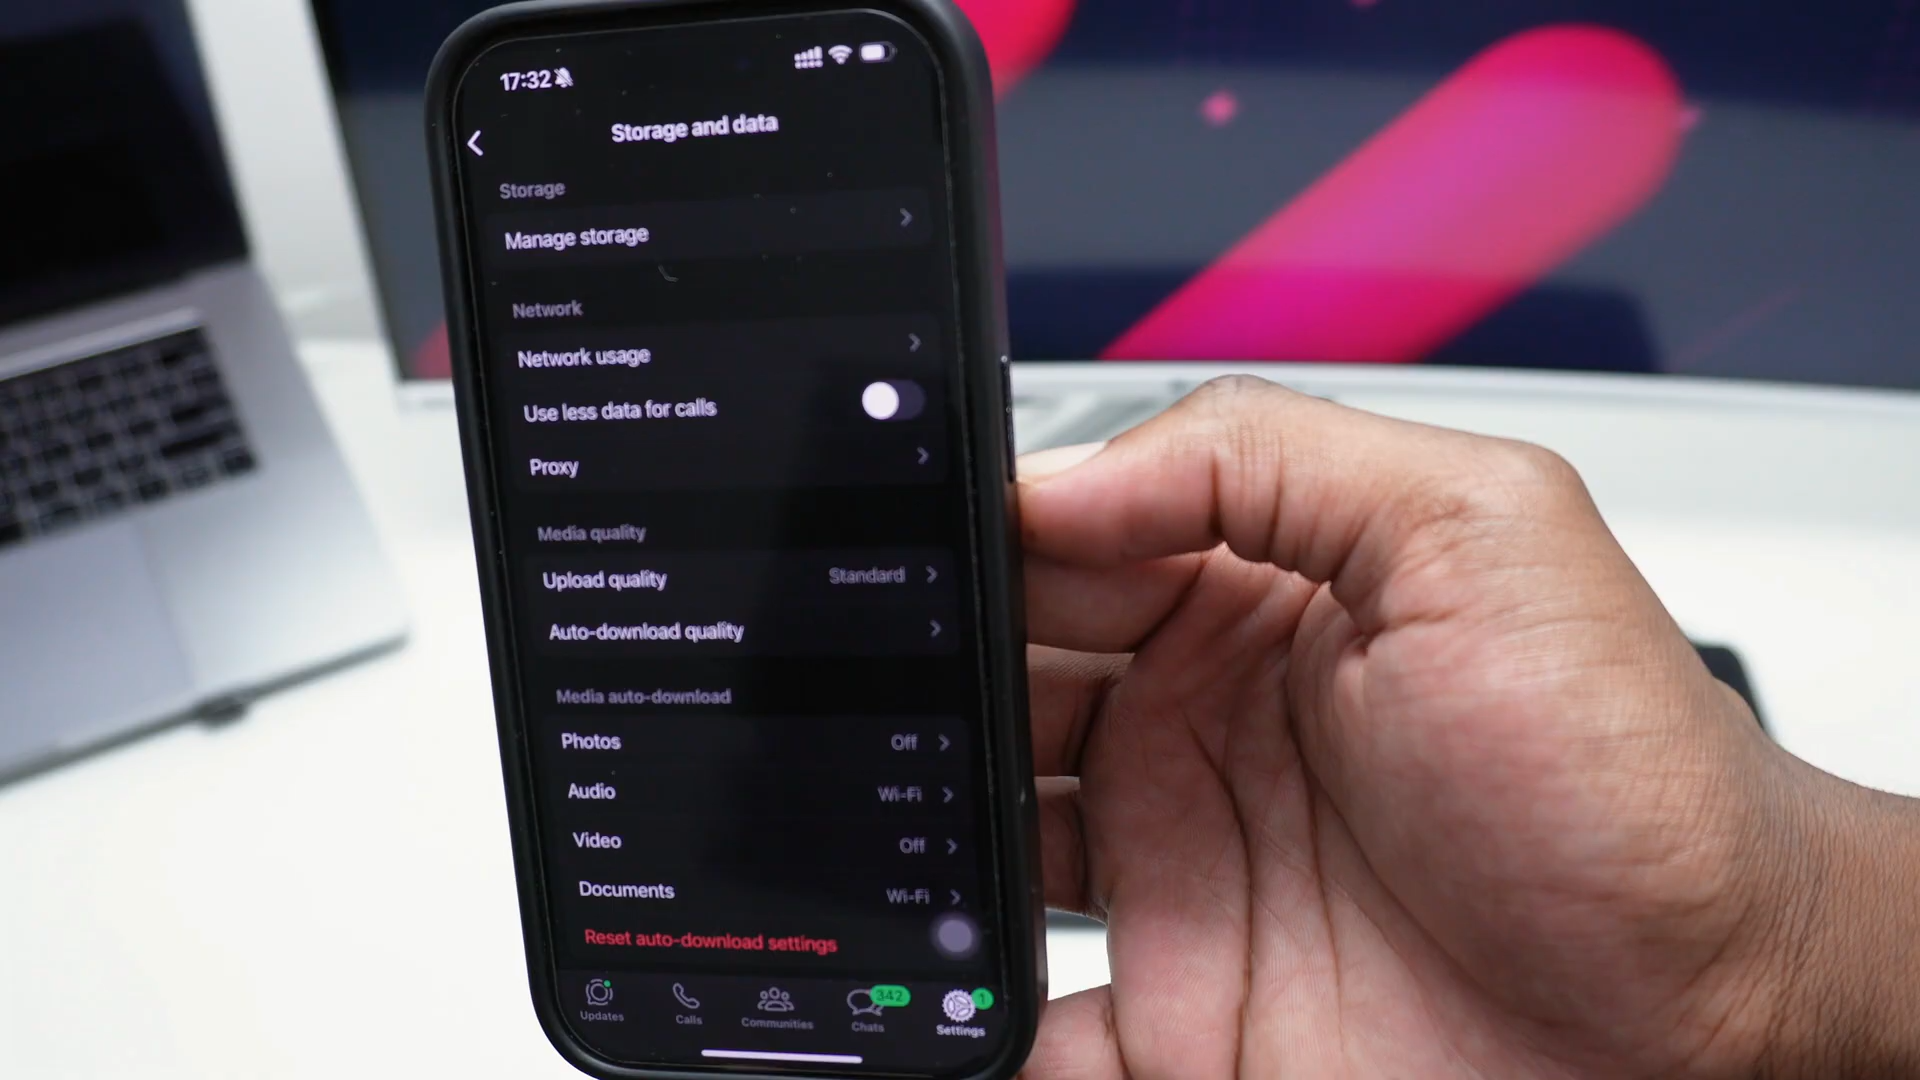 17:32
Storage and data
Storage
Manage storage
Network
Network usage
Use less data for calls
Proxy
Media quality
Upload quality Standard
Auto-download quality
Media auto-download
Photos Off
Audio Wi-Fi
Video Off
Documents Wi-Fi
Reset auto-download settings
342 1
Updates Calls Communities Chats Settings